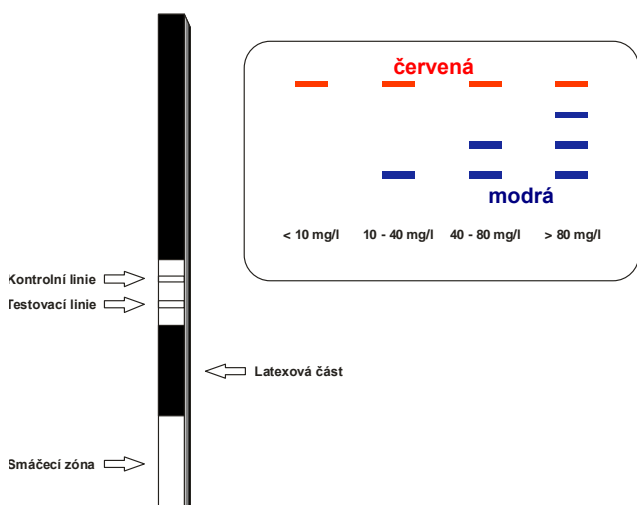 červená
modrá
< 10 mg/l 10 - 40 mg/l 40 - 80 mg/l > 80 mg/l
Kontrolní linie
Testovací linie
Latexová část
Smáčecí zóna